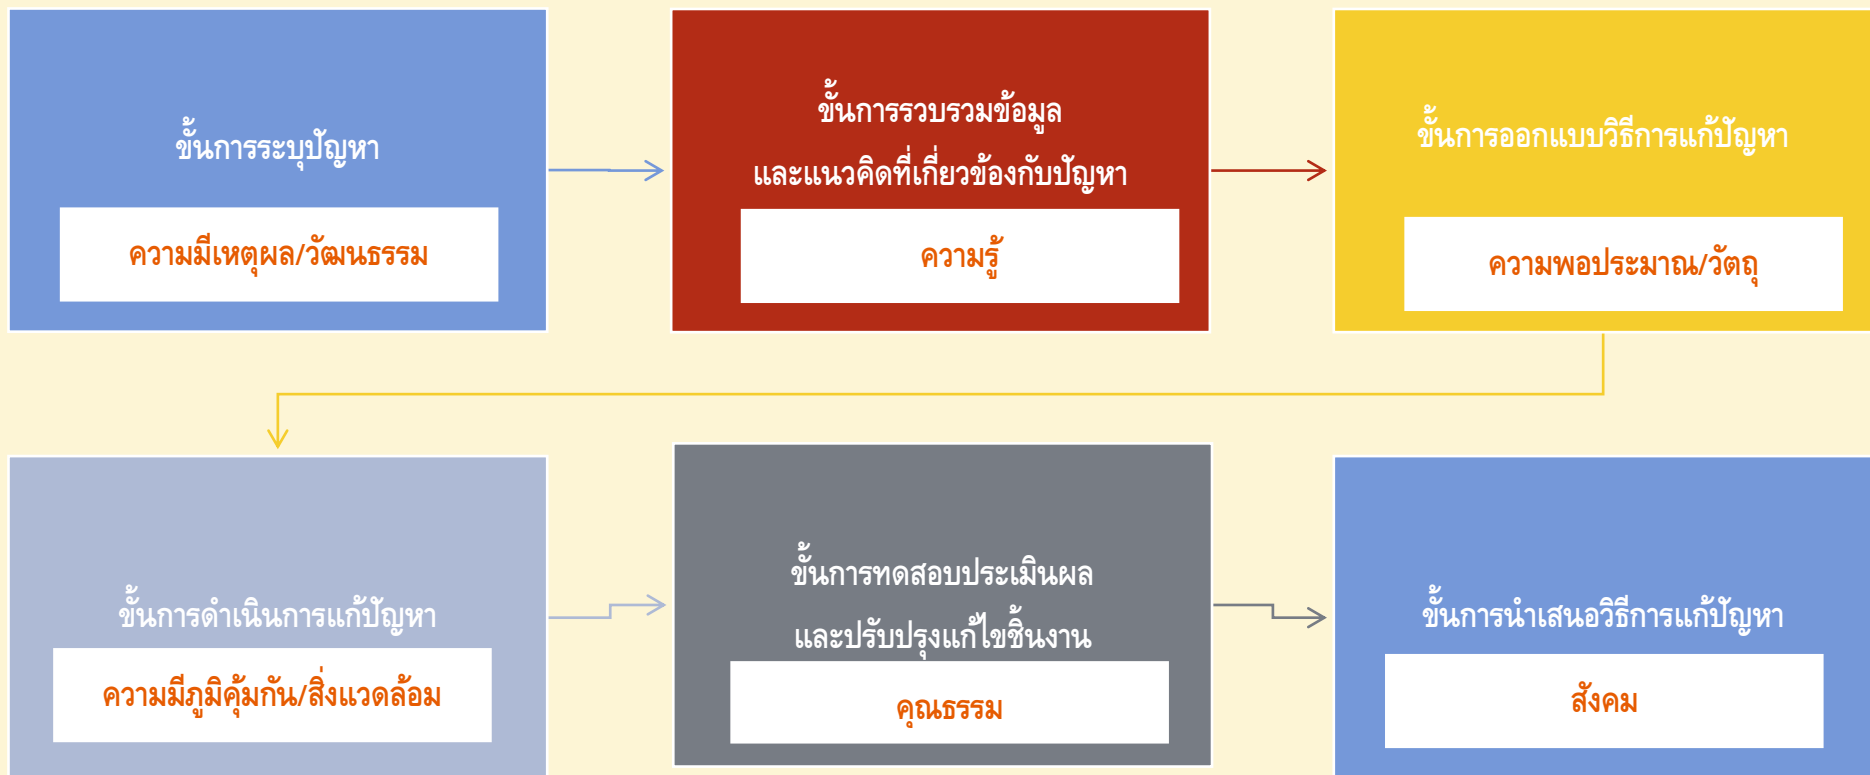 ขั้นการระบุปัญหา
ความมีเหตุผล/วัฒนธรรม
ขั้นการรวบรวมข้อมูล
และแนวคิดที่เกี่ยวข้องกับปัญหา
ความรู้
ขั้นการออกแบบวิธีการแก้ปัญหา
ความพอประมาณ/วัตถุ
ขั้นการดำเนินการแก้ปัญหา
ความมีภูมิคุ้มกัน/สิ่งแวดล้อม
ขั้นการทดสอบประเมินผล
และปรับปรุงแก้ไขชิ้นงาน
คุณธรรม
ขั้นการนำเสนอวิธีการแก้ปัญหา
สังคม